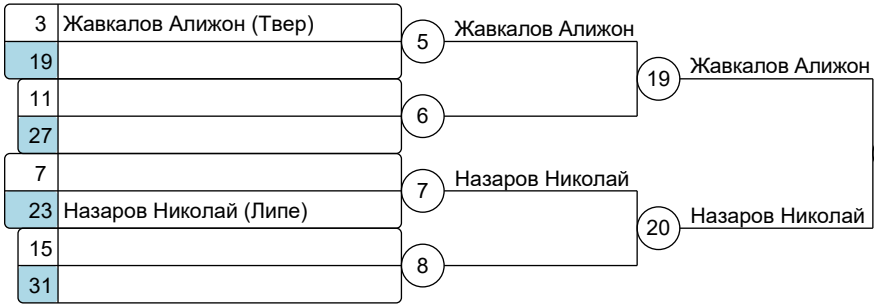 3 Жавкалов Алижон (Твер)
19
11
27
7
23 Назаров Николай (Липе)
15
31
5 Жавкалов Алижон
6
7 Назаров Николай
8
19 Жавкалов Алижон
20 Назаров Николай